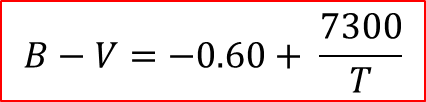 B − V = −0.60 + 7300/T